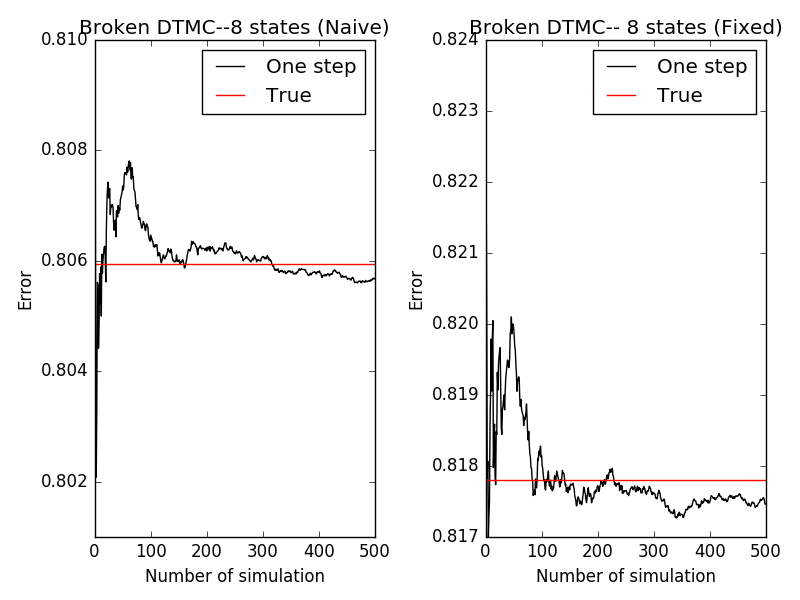 Broken DTMC--8 states (Naive)
0.810
0.808
0.806
0.804
0.802
Error
One step
True
0
100
200
300
400
500
Number of simulation
Broken DTMC-- 8 states (Fixed)
0.824
0.823
0.822
0.821
0.820
0.819
0.818
0.817
Error
One step
True
0
100
200
300
400
500
Number of simulation